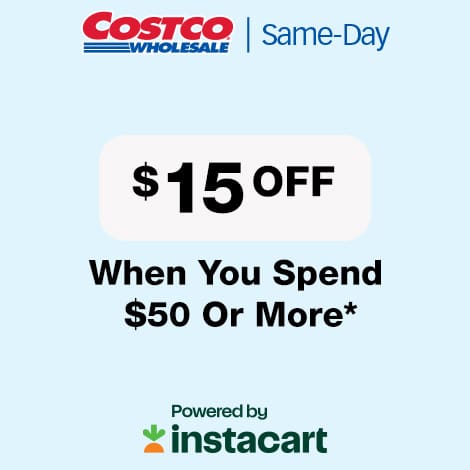 COSTCO
WHOLESALE
Same-Day
$15 OFF
When You Spend
$50 Or More*
Powered by
instacart